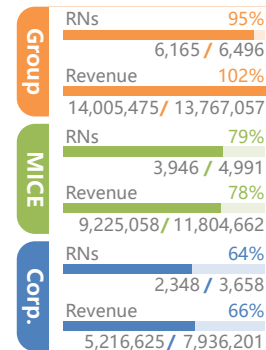 Group
RNs 95%
6,165 / 6,496
Revenue 102%
14,005,475/ 13,767,057
MICE
RNs 79%
3,946 / 4,991
Revenue 78%
9,225,058/ 11,804,662
Corp.
RNs 64%
2,348 / 3,658
Revenue 66%
5,216,625/ 7,936,201